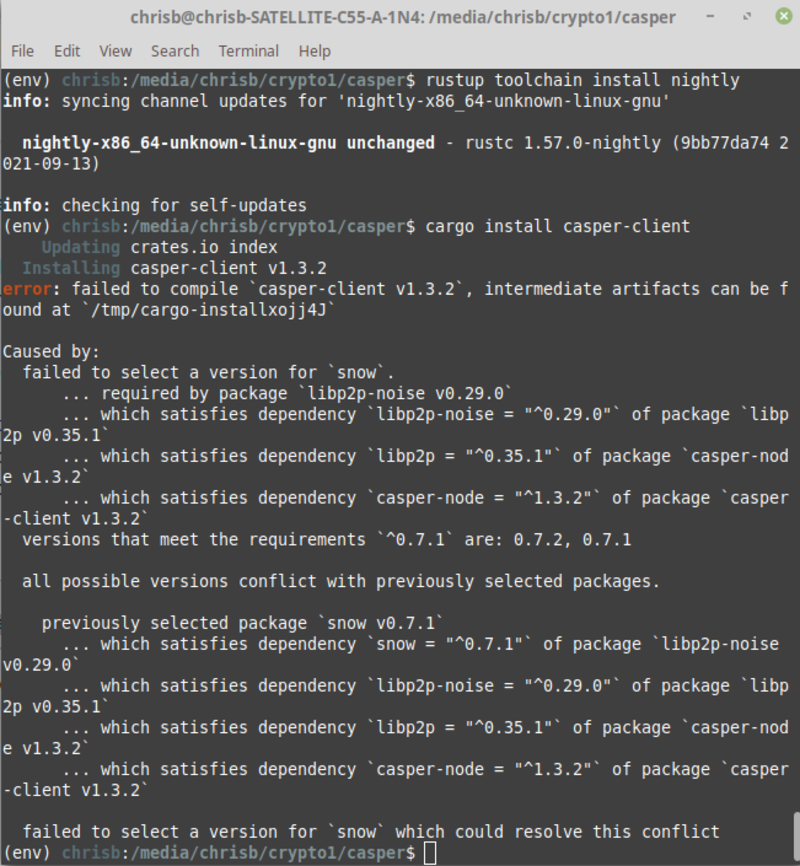 chrisb@chrisb-SATELLITE-C55-A-1N4: /media/chrisb/crypto1/casper
File Edit View Search Terminal Help
(env) chrisb:/media/chrisb/crypto1/casper$ rustup toolchain install nightly
info: syncing channel updates for 'nightly-x86_64-unknown-linux-gnu'
nightly-x86_64-unknown-linux-gnu unchanged - rustc 1.57.0-nightly (9bb77da74 2
021-09-13)
info: checking for self-updates
(env) chrisb:/media/chrisb/crypto1/casper$ cargo install casper-client
Updating crates.io index
Installing casper-client v1.3.2
error: failed to compile `casper-client v1.3.2`, intermediate artifacts can be f
ound at `/tmp/cargo-installxojj4J`
Caused by:
failed to select a version for `snow`.
... required by package `libp2p-noise v0.29.0`
... which satisfies dependency `libp2p-noise = "^0.29.0"` of package `libp
2p v0.35.1`
... which satisfies dependency `libp2p = "^0.35.1"` of package `casper-nod
e v1.3.2`
... which satisfies dependency `casper-node = "^1.3.2"` of package `casper
-client v1.3.2`
versions that meet the requirements `^0.7.1` are: 0.7.2, 0.7.1
all possible versions conflict with previously selected packages.
previously selected package `snow v0.7.1`
... which satisfies dependency `snow = "^0.7.1"` of package `libp2p-noise
v0.29.0`
... which satisfies dependency `libp2p-noise = "^0.29.0"` of package `libp
2p v0.35.1`
... which satisfies dependency `libp2p = "^0.35.1"` of package `casper-nod
e v1.3.2`
... which satisfies dependency `casper-node = "^1.3.2"` of package `casper
-client v1.3.2`
failed to select a version for `snow` which could resolve this conflict
(env) chrisb:/media/chrisb/crypto1/casper$